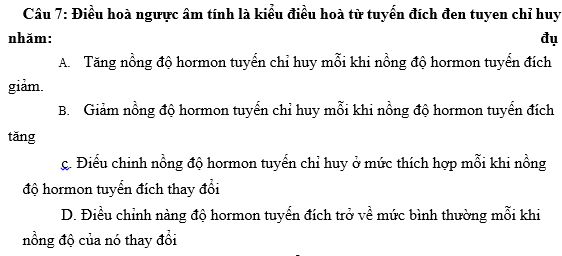 Câu 7: Điều hoà ngược âm tính là kiểu điều hoà từ tuyến đích đen tuyen chỉ huy
nhăm: đụ
A. Tăng nồng độ hormon tuyến chỉ huy mỗi khi nồng độ hormon tuyến đích
giảm.
B. Giảm nồng độ hormon tuyến chỉ huy mỗi khi nồng độ hormon tuyến đích
tăng
c. Điếu chinh nồng độ hormon tuyến chỉ huy ở mức thích hợp mỗi khi nồng
độ hormon tuyến đích thay đổi
D. Điều chỉnh nàng độ hormon tuyến đích trở về mức bình thường mỗi khi
nồng độ của nó thay đổi